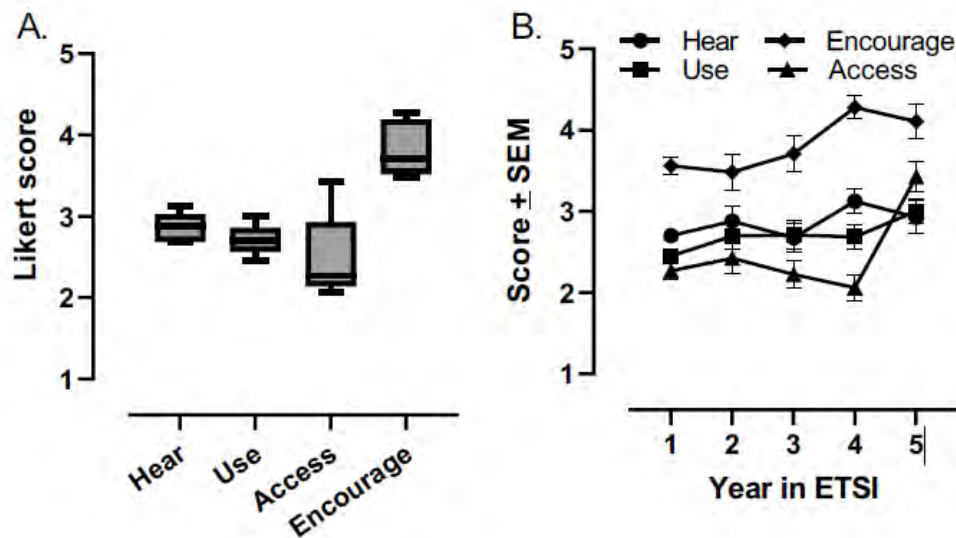 A.
5
4
3
2
1
Likert score
Hear
Use
Access
Encourage
B.
Hear
Encourage
Use
Access
5
4
3
2
1
Score ± SEM
1 2 3 4 5
Year in ETSI